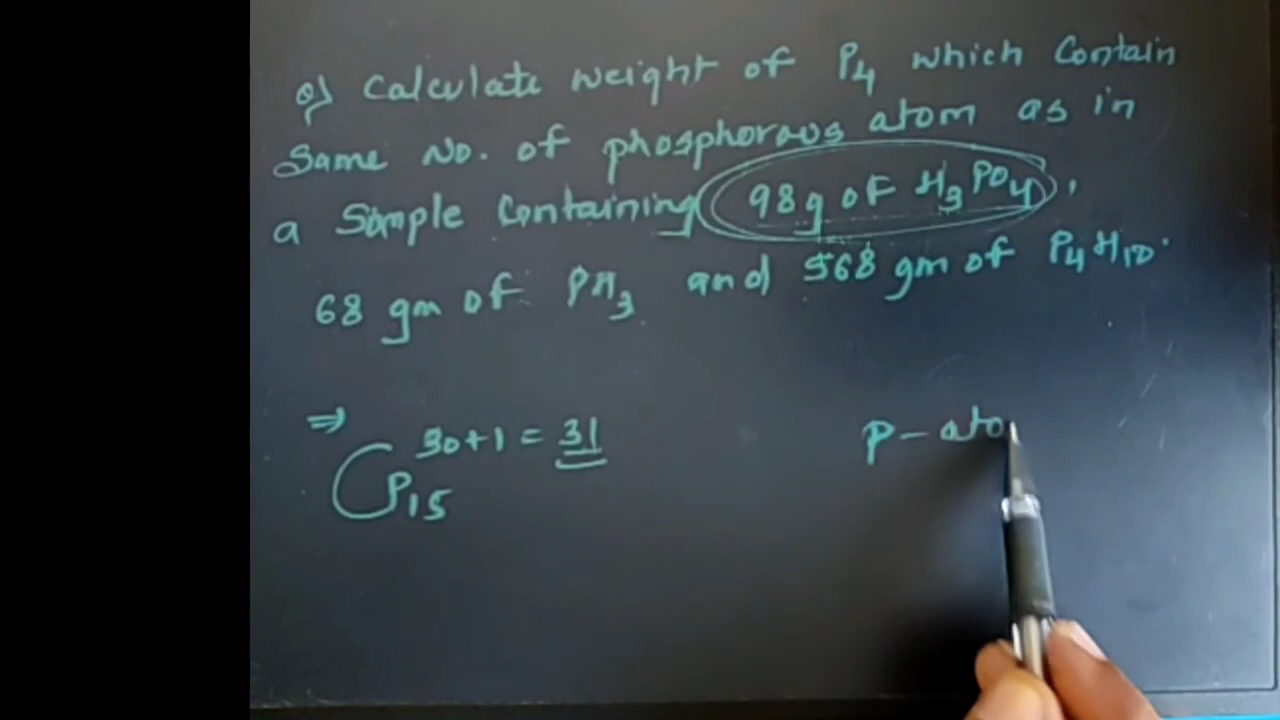 Q) Calculate weight of P4 which contain
Same No. of phosphorous atom as in
a Simple containing 98g of H3PO4,
68 gm of PH3 and 568 gm of P4H10.
⇒ 30+1 = 31
P15
P - ato